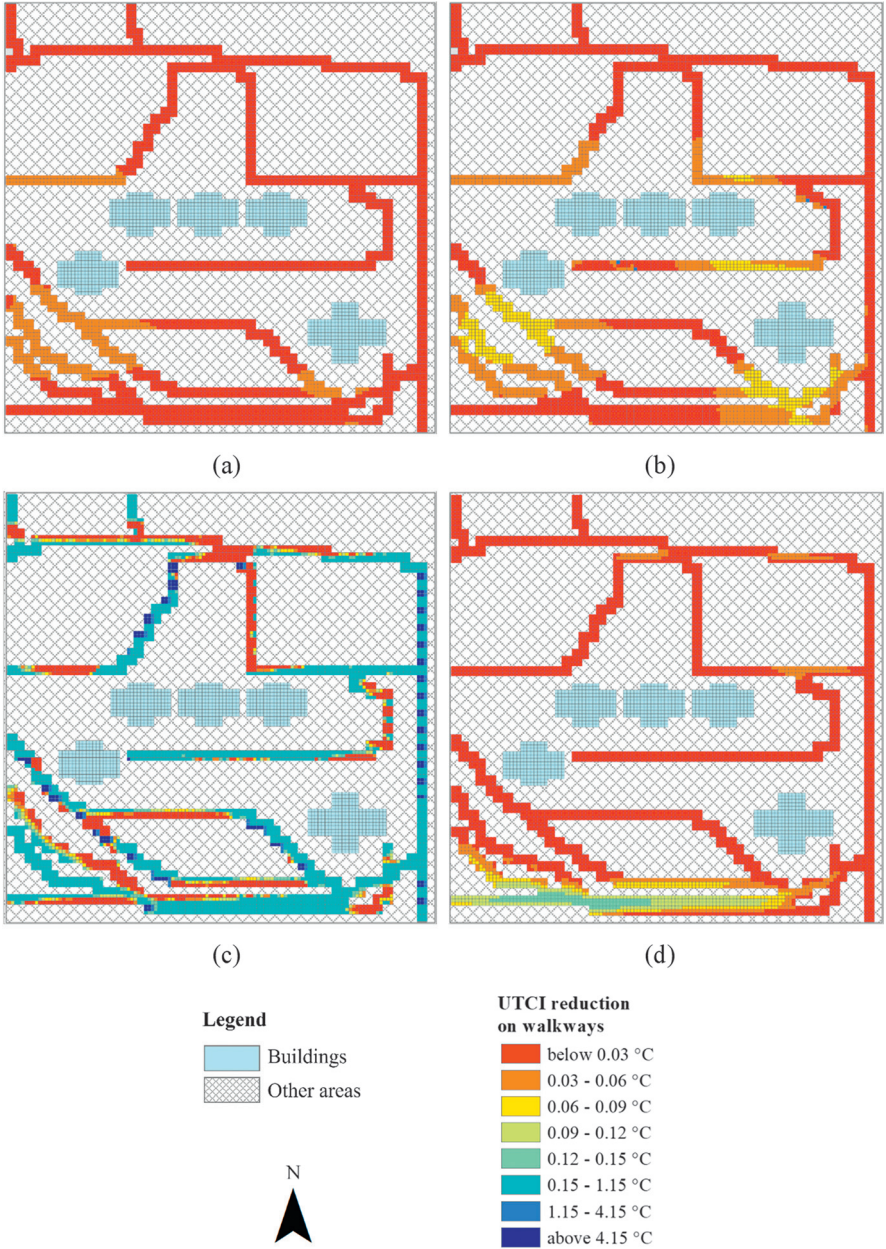 (a)
(b)
(c)
(d)
Legend
Buildings
Other areas
N
UTCI reduction
on walkways
below 0.03 °C
0.03 - 0.06 °C
0.06 - 0.09 °C
0.09 - 0.12 °C
0.12 - 0.15 °C
0.15 - 1.15 °C
1.15 - 4.15 °C
above 4.15 °C